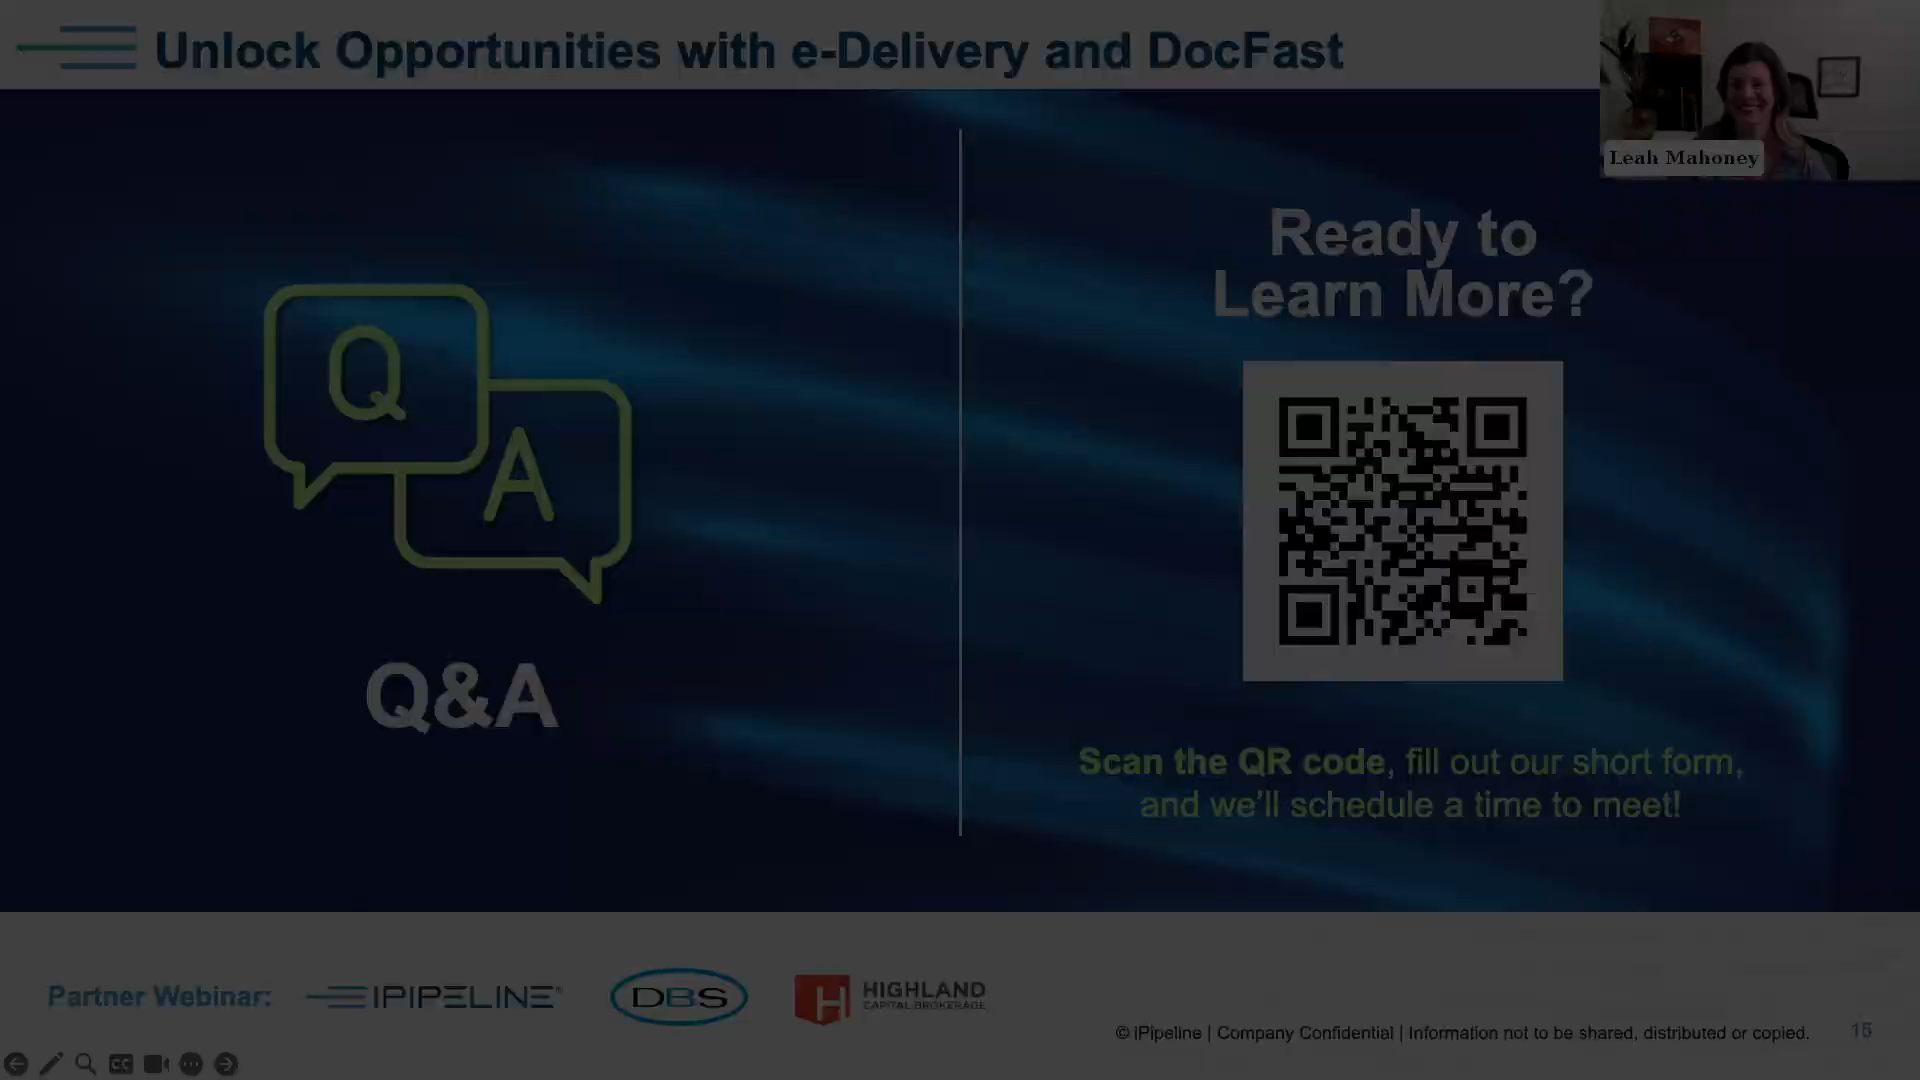 Unlock Opportunities with e-Delivery and DocFast
Leah Mahoney
Q
A
Q&A
Ready to
Learn More?
Scan the QR code, fill out our short form,
and we'll schedule a time to meet!
Partner Webinar:
IPIPELINE®
DBS
H
HIGHLAND
CAPITAL BROKERAGE
© iPipeline | Company Confidential | Information not to be shared, distributed or copied.
15
CC